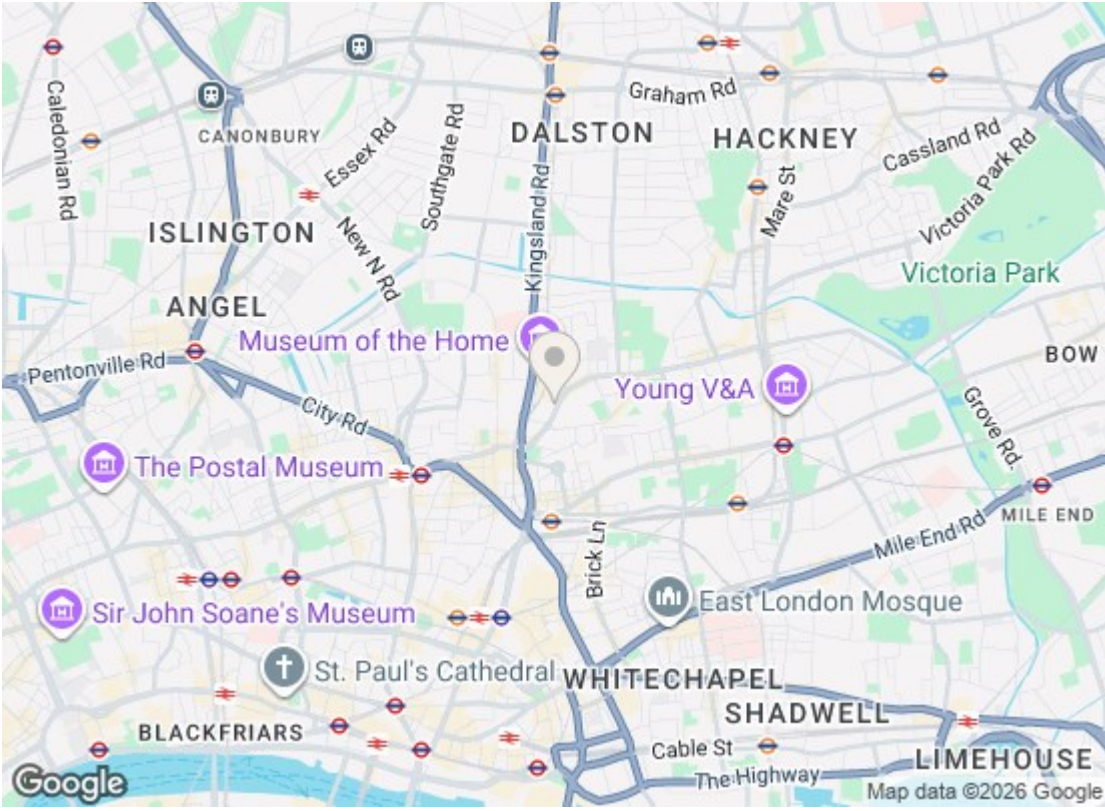 Caledonian Rd
CANONBURY
Essex Rd
Southgate Rd
DALSTON
Graham Rd
HACKNEY
Cassland Rd
Victoria Park Rd
Mare St
Kingsland Rd
ISLINGTON
New N Rd
Victoria Park
ANGEL
Museum of the Home
Pentonville Rd
Young V&A
BOW
City Rd
Grove Rd.
The Postal Museum
MILE END
Mile End Rd
Brick Ln
Sir John Soane's Museum
East London Mosque
St. Paul's Cathedral
WHITECHAPEL
SHADWELL
BLACKFRIARS
Cable St
LIMEHOUSE
The Highway
Google
Map data ©2026 Google